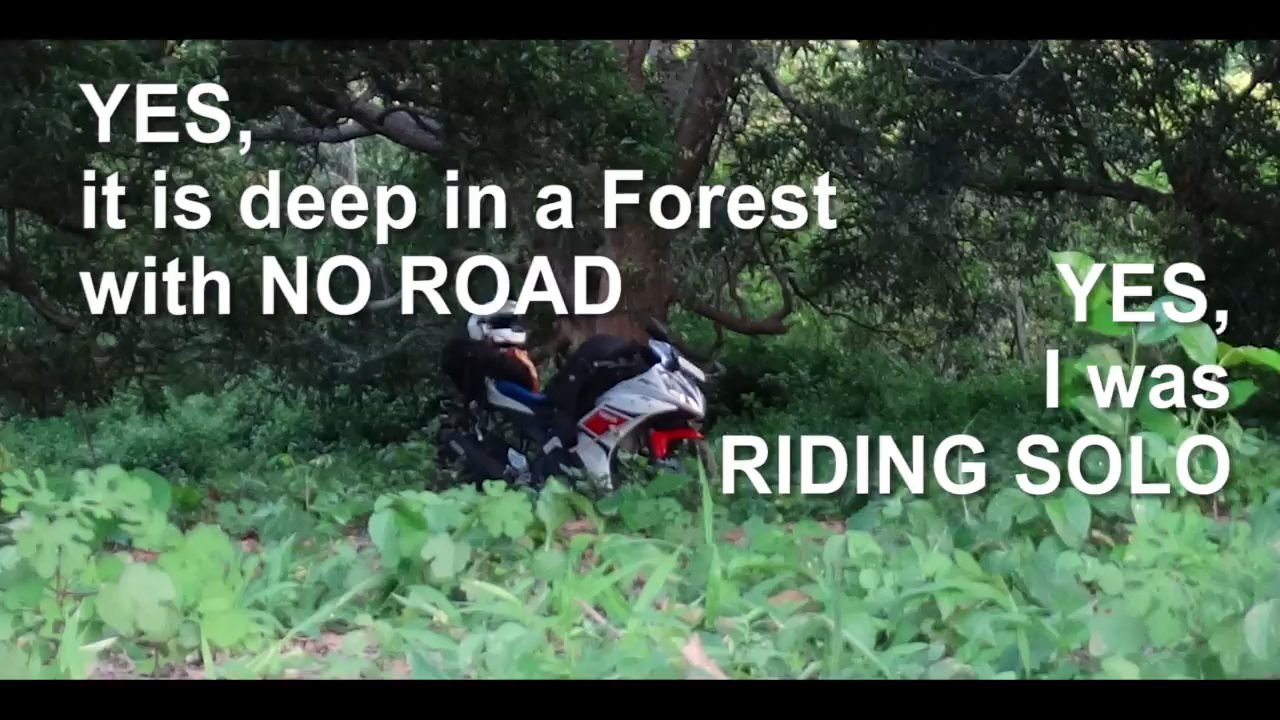 YES,
it is deep in a Forest
with NO ROAD
YES,
I was
RIDING SOLO